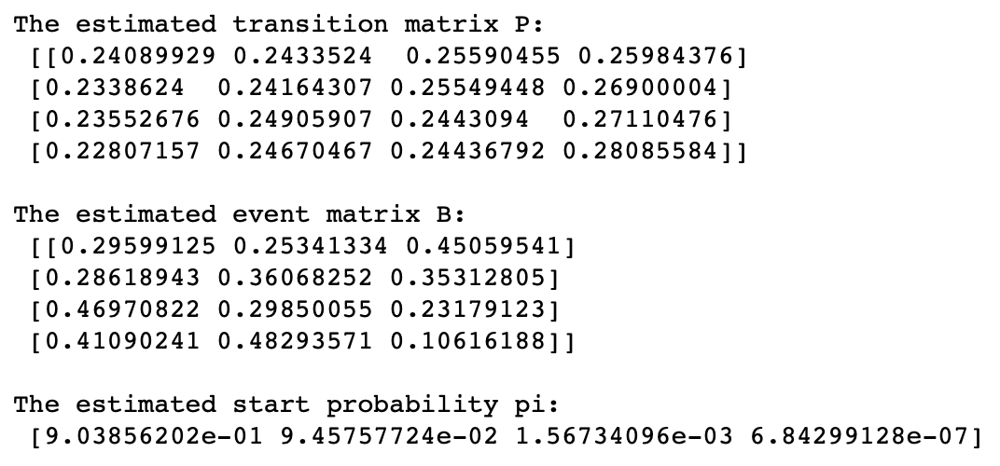 The estimated transition matrix P:
[[0.24089929 0.2433524  0.25590455 0.25984376]
[0.2338624  0.24164307 0.25549448 0.26900004]
[0.23552676 0.24905907 0.2443094  0.27110476]
[0.22807157 0.24670467 0.24436792 0.28085584]]
The estimated event matrix B:
[[0.29599125 0.25341334 0.45059541]
[0.28618943 0.36068252 0.35312805]
[0.46970822 0.29850055 0.23179123]
[0.41090241 0.48293571 0.10616188]]
The estimated start probability pi:
[9.03856202e-01 9.45757724e-02 1.56734096e-03 6.84299128e-07]